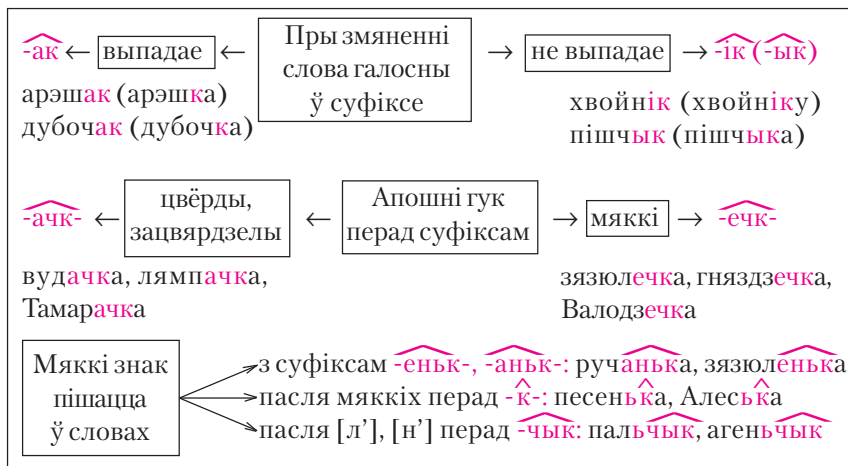 -ак ← выпадае ← Пры змяненні слова галосны ў суфіксе → не выпадае → -ік (-ык)
арэшак (арэшка)
дубочак (дубочка)
хвойнік (хвойніку)
пішчык (пішчыка)
-ачк- ← цвёрды, зацвярдзелы ← Апошні гук перад суфіксам → мяккі → -ечк-
вудачка, лямпачка,
Тамарачка
зязюлечка, гняздзечка,
Валодзечка
Мяккі знак
пішацца
ў словах
з суфіксам -еньк-, -аньк-: ручанька, зязюленька
пасля мяккіх перад -к-: песенька, Алеська
пасля [л’], [н’] перад -чык: пальчык, агеньчык